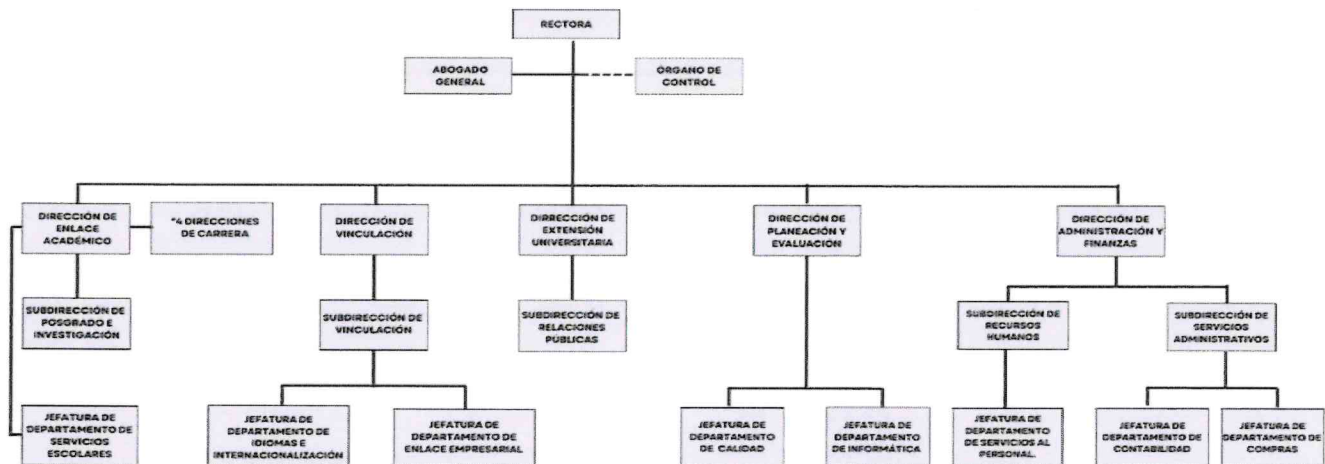 RECTORA
ABOGADO
GENERAL
ÓRGANO DE
CONTROL
DIRECCIÓN DE
ENLACE
ACADÉMICO
"4 DIRECCIONES
DE CARRERA
DIRECCIÓN DE
VINCULACIÓN
DIRRECCIÓN DE
EXTENSIÓN
UNIVERSITARIA
DIRECCIÓN DE
PLANEACIÓN Y
EVALUACIÓN
DIRECCIÓN DE
ADMINISTRACIÓN Y
FINANZAS
SUBDIRECCIÓN DE
POSGRADO E
INVESTIGACIÓN
SUBDIRECCIÓN DE
VINCULACIÓN
SUBDIRECCIÓN DE
RELACIONES
PÚBLICAS
SUBDIRECCIÓN DE
RECURSOS
HUMANOS
SUBDIRECCIÓN DE
SERVICIOS
ADMINISTRATIVOS
JEFATURA DE
DEPARTAMENTO DE
SERVICIOS
ESCOLARES
JEFATURA DE
DEPARTAMENTO DE
IDIOMAS E
INTERNACIONALIZACIÓN
JEFATURA DE
DEPARTAMENTO DE
ENLACE EMPRESARIAL
JEFATURA DE
DEPARTAMENTO
DE CALIDAD
JEFATURA DE
DEPARTAMENTO
DE INFORMÁTICA
JEFATURA DE
DEPARTAMENTO
DE SERVICIOS AL
PERSONAL.
JEFATURA DE
DEPARTAMENTO DE
CONTABILIDAD
JEFATURA DE
DEPARTAMENTO DE
COMPRAS